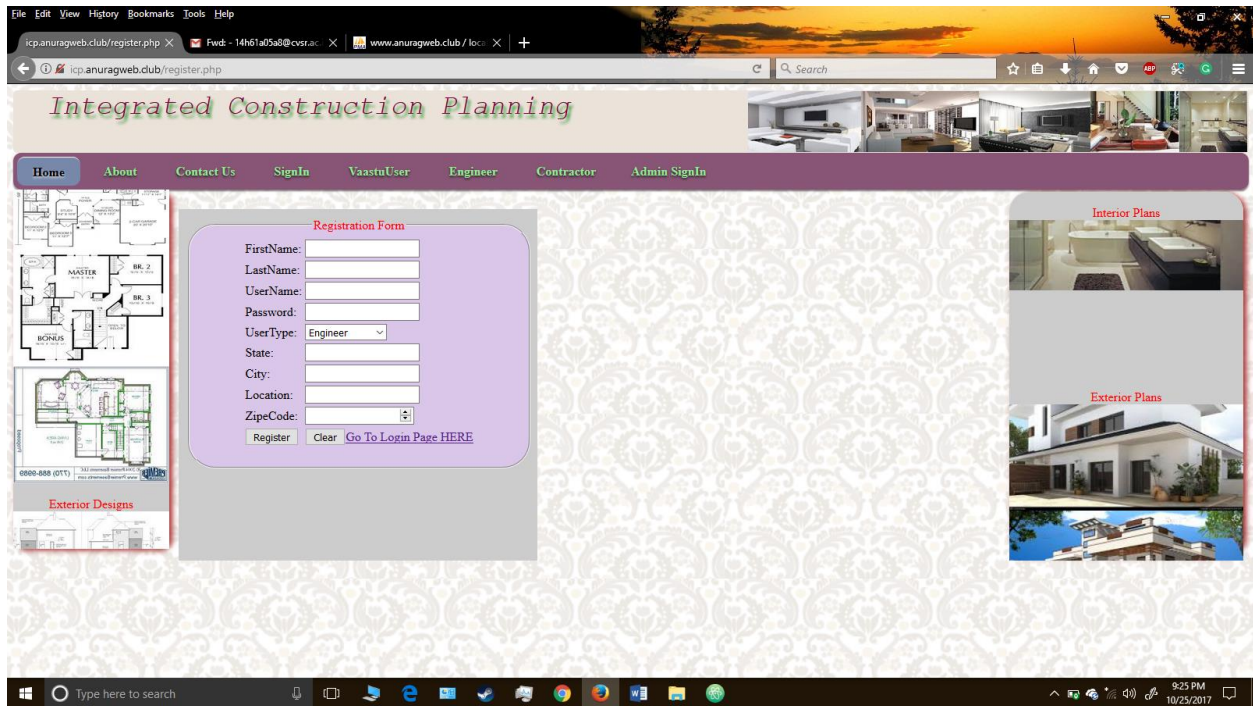 File Edit View History Bookmarks Tools Help
icp.anuragweb.club/register.php
Fwd: - 14h61a05a8@cvsr.ac
www.anuragweb.club / loca
icp.anuragweb.club/register.php
Search
ABP
Integrated Construction Planning
Home About Contact Us SignIn VaastuUser Engineer Contractor Admin SignIn
MASTER
BR. 2
BR. 3
BONUS
Exterior Designs
Registration Form
FirstName:
LastName:
UserName:
Password:
UserType: Engineer
State:
City:
Location:
ZipeCode:
Register Clear Go To Login Page HERE
Interior Plans
Exterior Plans
Type here to search
9:25 PM
10/25/2017